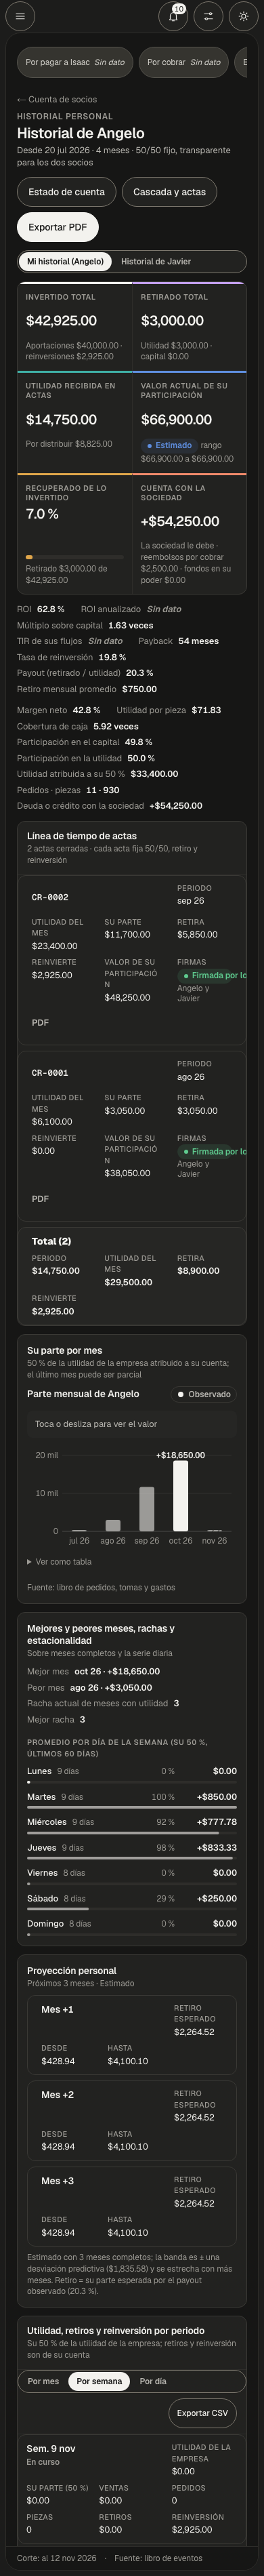 10
Por pagar a Isaac Sin dato
Por cobrar Sin dato
← Cuenta de socios
HISTORIAL PERSONAL
Historial de Angelo
Desde 20 jul 2026 · 4 meses · 50/50 fijo, transparente
para los dos socios
Estado de cuenta
Cascada y actas
Exportar PDF
Mi historial (Angelo)
Historial de Javier
INVERTIDO TOTAL
$42,925.00
Aportaciones $40,000.00 ·
reinversiones $2,925.00
RETIRADO TOTAL
$3,000.00
Utilidad $3,000.00 ·
capital $0.00
UTILIDAD RECIBIDA EN
ACTAS
$14,750.00
Por distribuir $8,825.00
VALOR ACTUAL DE SU
PARTICIPACIÓN
$66,900.00
Estimado rango
$66,900.00 a $66,900.00
RECUPERADO DE LO
INVERTIDO
7.0 %
Retirado $3,000.00 de
$42,925.00
CUENTA CON LA
SOCIEDAD
+$54,250.00
La sociedad le debe ·
reembolsos por cobrar
$2,500.00 · fondos en su
poder $0.00
ROI 62.8 % ROI anualizado Sin dato
Múltiplo sobre capital 1.63 veces
TIR de sus flujos Sin dato Payback 54 meses
Tasa de reinversión 19.8 %
Payout (retirado / utilidad) 20.3 %
Retiro mensual promedio $750.00
Margen neto 42.8 % Utilidad por pieza $71.83
Cobertura de caja 5.92 veces
Participación en el capital 49.8 %
Participación en la utilidad 50.0 %
Utilidad atribuida a su 50 % $33,400.00
Pedidos · piezas 11 · 930
Deuda o crédito con la sociedad +$54,250.00
Línea de tiempo de actas
2 actas cerradas · cada acta fija 50/50, retiro y
reinversión
CR-0002
PERIODO
sep 26
UTILIDAD DEL
MES
$23,400.00
SU PARTE
$11,700.00
RETIRA
$5,850.00
REINVIERTE
$2,925.00
VALOR DE SU
PARTICIPACIÓ
N
$48,250.00
FIRMAS
Firmada por lo
Angelo y
Javier
PDF
CR-0001
PERIODO
ago 26
UTILIDAD DEL
MES
$6,100.00
SU PARTE
$3,050.00
RETIRA
$3,050.00
REINVIERTE
$0.00
VALOR DE SU
PARTICIPACIÓ
N
$38,050.00
FIRMAS
Firmada por lo
Angelo y
Javier
PDF
Total (2)
PERIODO
$14,750.00
UTILIDAD DEL
MES
$29,500.00
RETIRA
$8,900.00
REINVIERTE
$2,925.00
Su parte por mes
50 % de la utilidad de la empresa atribuido a su cuenta;
el último mes puede ser parcial
Parte mensual de Angelo
Observado
Toca o desliza para ver el valor
20 mil
+$18,650.00
10 mil
0
jul 26 ago 26 sep 26 oct 26 nov 26
▶ Ver como tabla
Fuente: libro de pedidos, tomas y gastos
Mejores y peores meses, rachas y
estacionalidad
Sobre meses completos y la serie diaria
Mejor mes oct 26 · +$18,650.00
Peor mes ago 26 · +$3,050.00
Racha actual de meses con utilidad 3
Mejor racha 3
PROMEDIO POR DÍA DE LA SEMANA (SU 50 %,
ÚLTIMOS 60 DÍAS)
Lunes 9 días 0 % $0.00
Martes 9 días 100 % +$850.00
Miércoles 9 días 92 % +$777.78
Jueves 9 días 98 % +$833.33
Viernes 8 días 0 % $0.00
Sábado 8 días 29 % +$250.00
Domingo 8 días 0 % $0.00
Proyección personal
Próximos 3 meses · Estimado
Mes +1
RETIRO
ESPERADO
$2,264.52
DESDE
$428.94
HASTA
$4,100.10
Mes +2
RETIRO
ESPERADO
$2,264.52
DESDE
$428.94
HASTA
$4,100.10
Mes +3
RETIRO
ESPERADO
$2,264.52
DESDE
$428.94
HASTA
$4,100.10
Estimado con 3 meses completos; la banda es ± una
desviación predictiva ($1,835.58) y se estrecha con más
meses. Retiro = su parte esperada por el payout
observado (20.3 %).
Utilidad, retiros y reinversión por periodo
Su 50 % de la utilidad de la empresa; retiros y reinversión
son de su cuenta
Por mes
Por semana
Por día
Exportar CSV
Sem. 9 nov
En curso
UTILIDAD DE LA
EMPRESA
$0.00
SU PARTE (50 %)
$0.00
VENTAS
$0.00
PEDIDOS
0
PIEZAS
0
RETIROS
$0.00
REINVERSIÓN
$2,925.00
Corte: al 12 nov 2026 · Fuente: libro de eventos